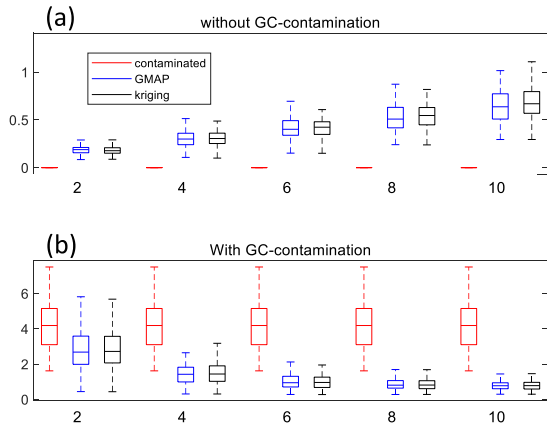 (a)
without GC-contamination
contaminated
GMAP
kriging
1
0.5
0
2 4 6 8 10
(b)
With GC-contamination
6
4
2
0
2 4 6 8 10